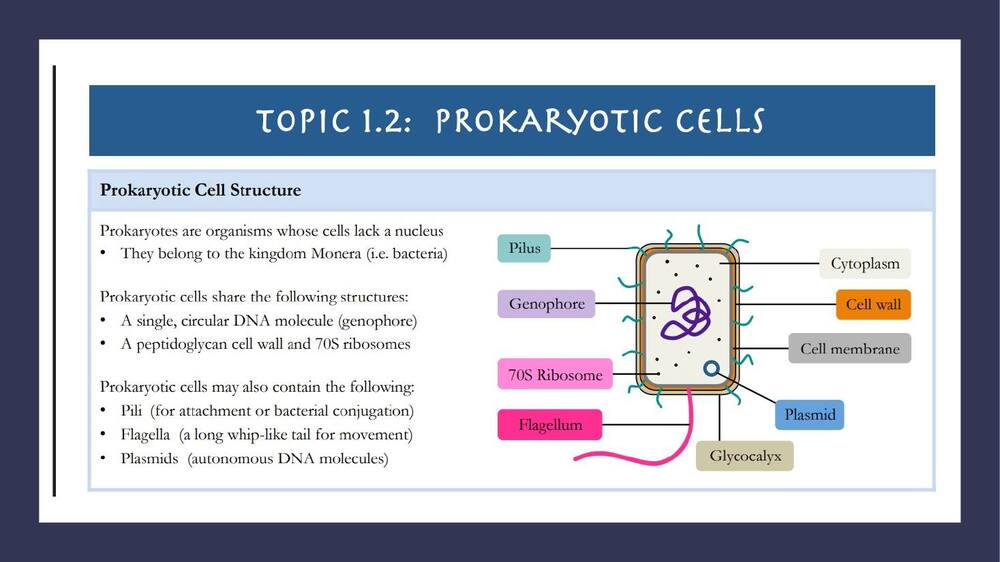 TOPIC 1.2: PROKARYOTIC CELLS
Prokaryotic Cell Structure
Prokaryotes are organisms whose cells lack a nucleus
• They belong to the kingdom Monera (i.e. bacteria)
Prokaryotic cells share the following structures:
• A single, circular DNA molecule (genophore)
• A peptidoglycan cell wall and 70S ribosomes
Prokaryotic cells may also contain the following:
• Pili (for attachment or bacterial conjugation)
• Flagella (a long whip-like tail for movement)
• Plasmids (autonomous DNA molecules)
Pilus
Genophore
70S Ribosome
Flagellum
Cytoplasm
Cell wall
Cell membrane
Plasmid
Glycocalyx